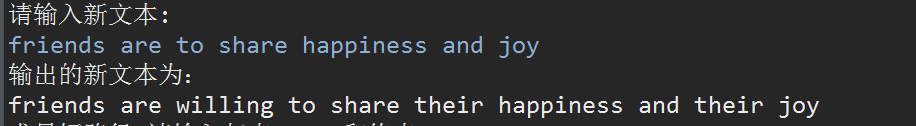 请输入新文本:
friends are to share happiness and joy
输出的新文本为:
friends are willing to share their happiness and their joy